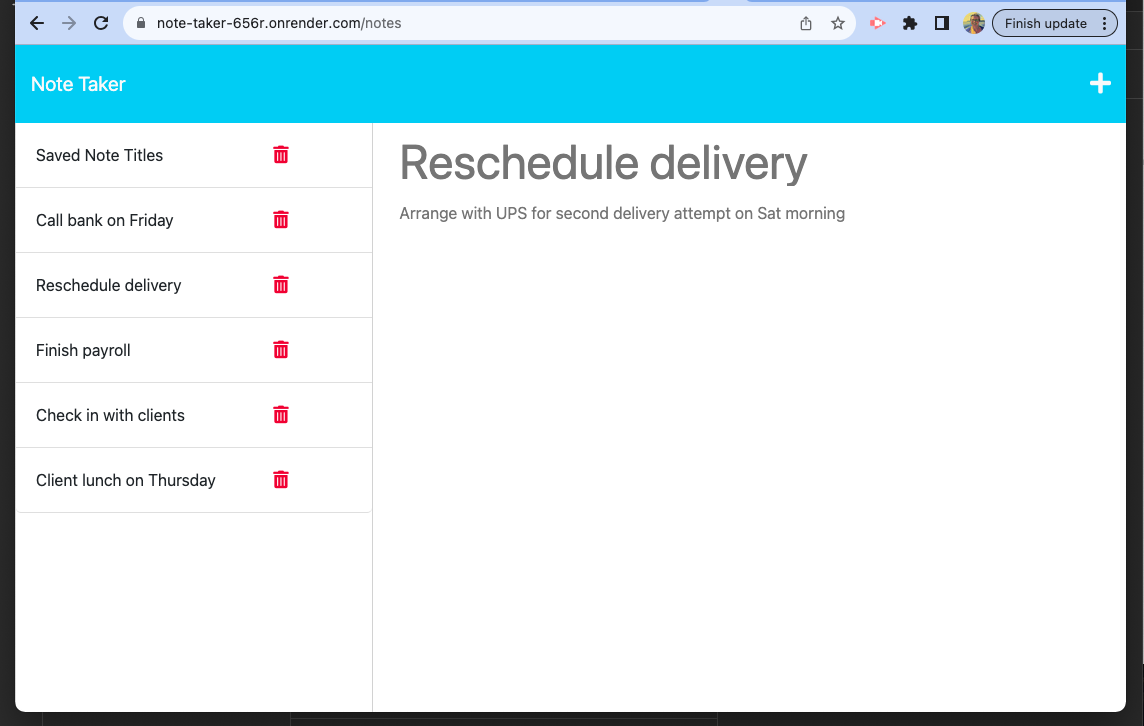 note-taker-656r.onrender.com/notes
Finish update
Note Taker
Saved Note Titles
Call bank on Friday
Reschedule delivery
Finish payroll
Check in with clients
Client lunch on Thursday
Reschedule delivery
Arrange with UPS for second delivery attempt on Sat morning